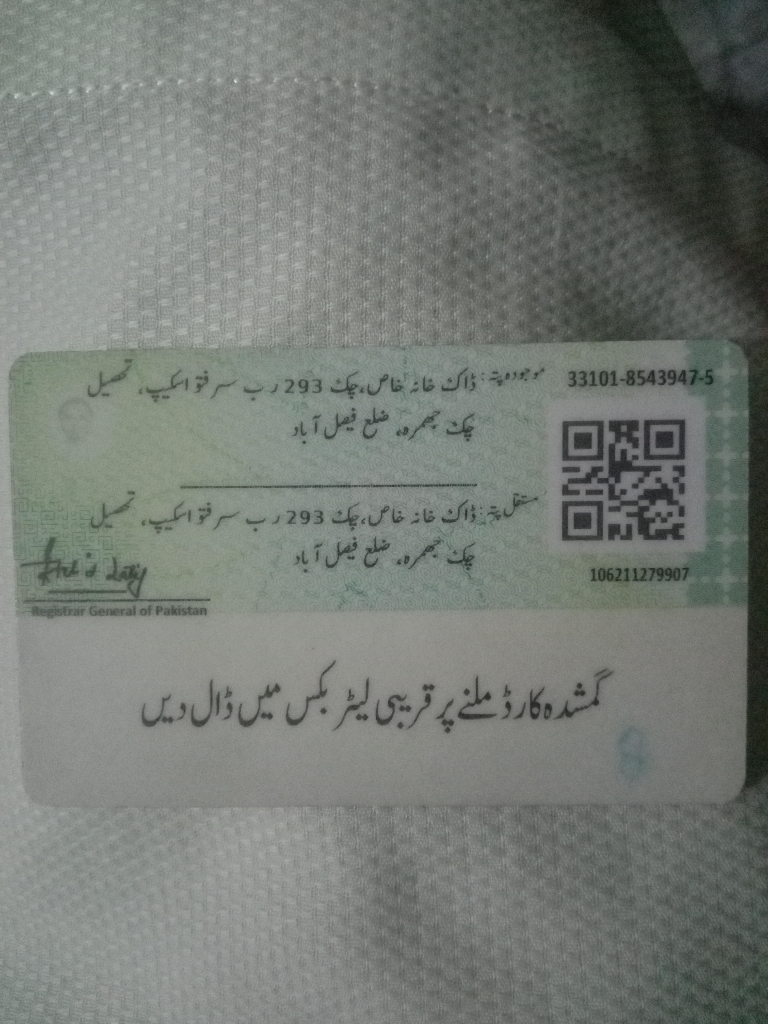 33101-8543947-5
موجودہ پتہ: ڈاک خانہ خاص، چک 293 ر ب سرفتو اسکیپ، تحصیل
چک جھمرہ، ضلع فیصل آباد
مستقل پتہ: ڈاک خانہ خاص، چک 293 ر ب سرفتو اسکیپ، تحصیل
چک جھمرہ، ضلع فیصل آباد
106211279907
Registrar General of Pakistan
گمشدہ کارڈ ملنے پر قریبی لیٹر بکس میں ڈال دیں
8